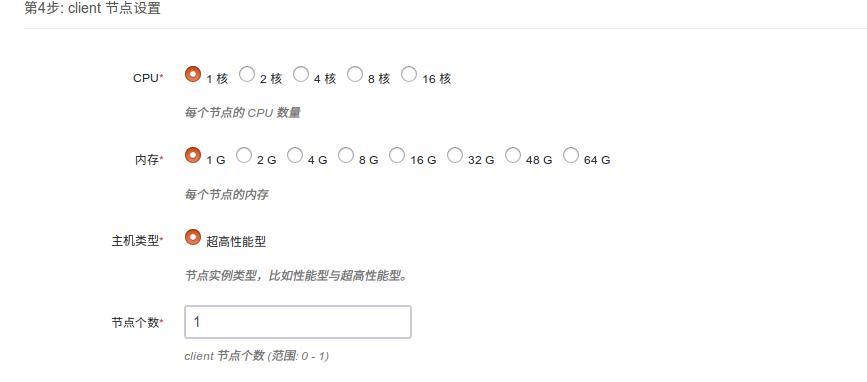 第4步: client 节点设置
CPU* 1 核 2 核 4 核 8 核 16 核
每个节点的 CPU 数量
内存* 1 G 2 G 4 G 8 G 16 G 32 G 48 G 64 G
每个节点的内存
主机类型* 超高性能型
节点实例类型，比如性能型与超高性能型。
节点个数* 1
client 节点个数 (范围: 0 - 1)